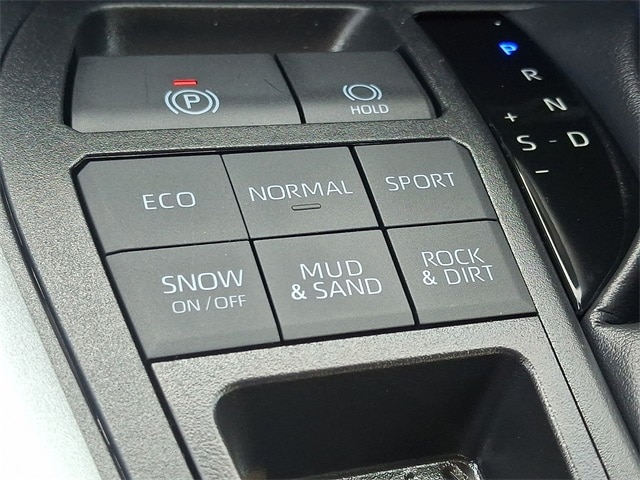 P
HOLD
P
R
N
+
S - D
-
ECO
NORMAL
SPORT
SNOW
ON / OFF
MUD
& SAND
ROCK
& DIRT